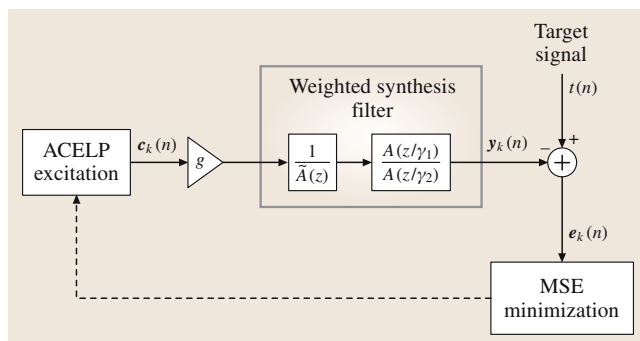 Target
signal
t(n)
Weighted synthesis
filter
ACELP
excitation
c_k(n)
g
1
Ã(z)
A(z/γ₁)
A(z/γ₂)
y_k(n)
−
+
+
e_k(n)
MSE
minimization